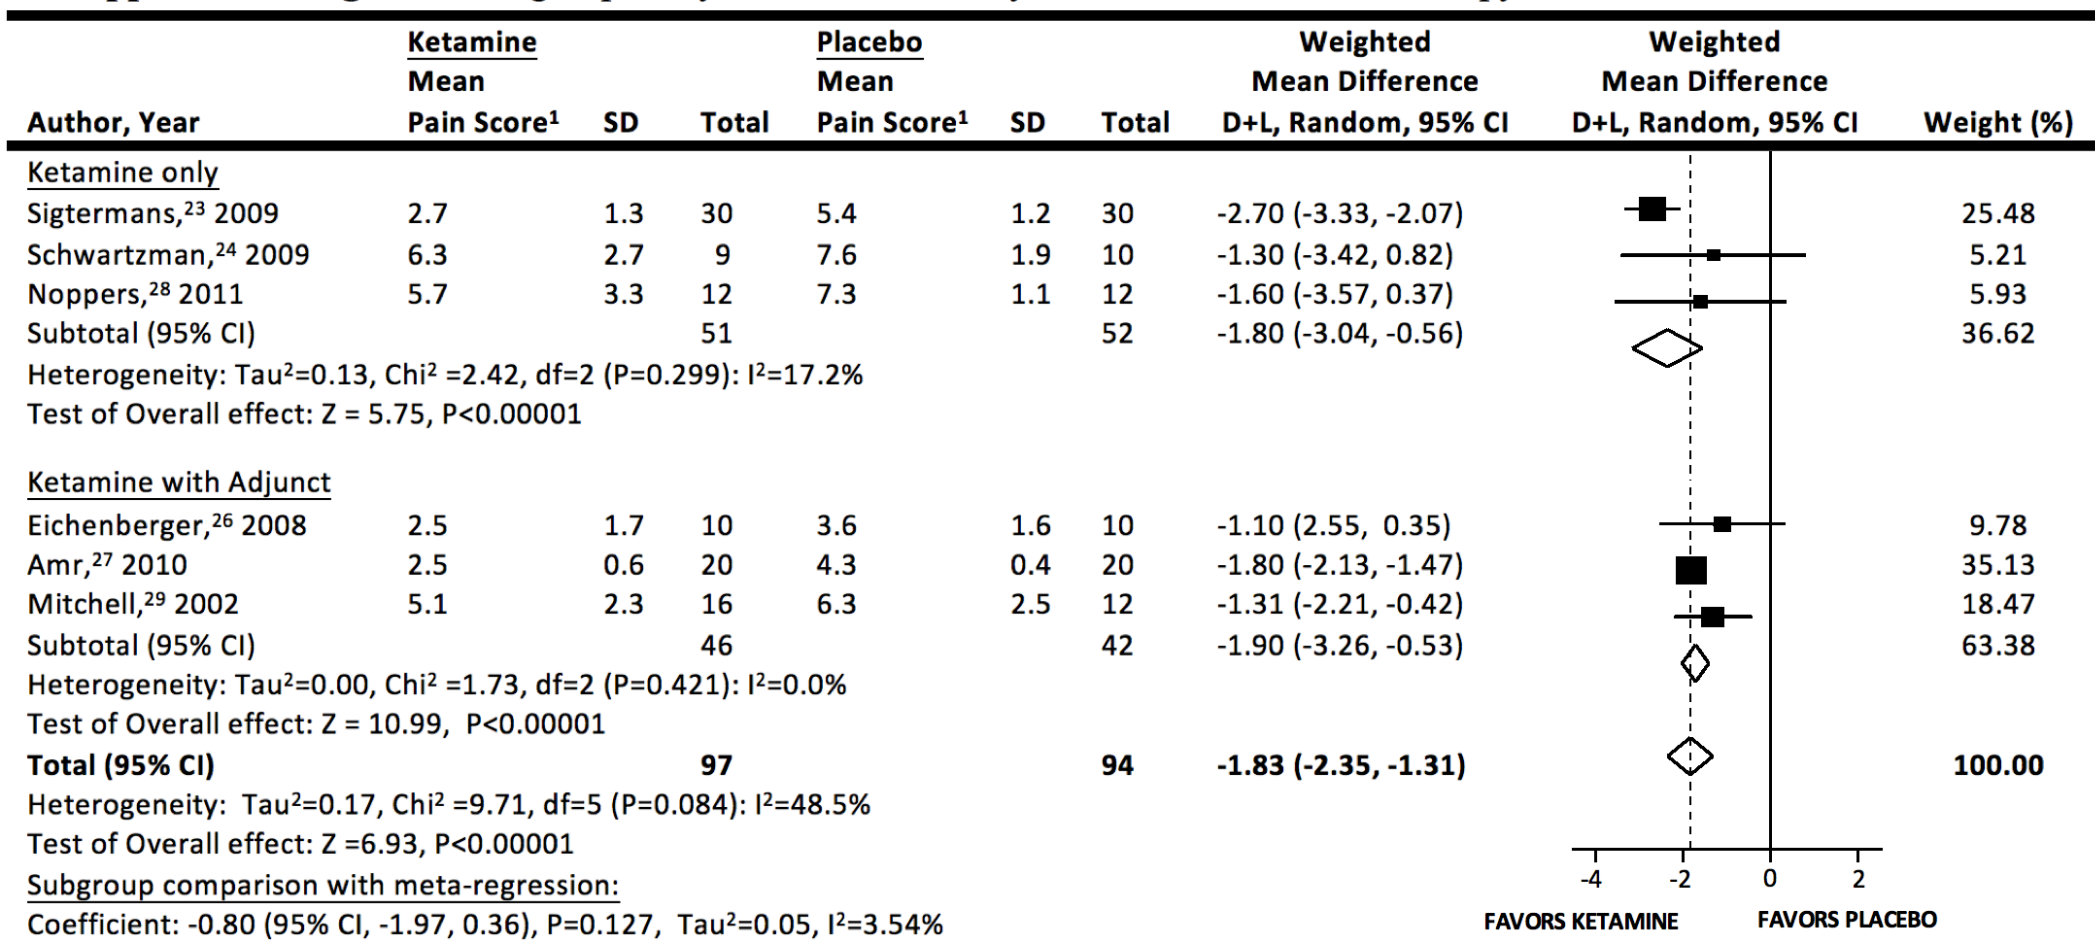 Ketamine Placebo Weighted Weighted
Mean Mean Mean Difference Mean Difference
Author, Year Pain Score¹ SD Total Pain Score¹ SD Total D+L, Random, 95% CI D+L, Random, 95% CI Weight (%)
Ketamine only
Sigtermans,²³ 2009 2.7 1.3 30 5.4 1.2 30 -2.70 (-3.33, -2.07) 25.48
Schwartzman,²⁴ 2009 6.3 2.7 9 7.6 1.9 10 -1.30 (-3.42, 0.82) 5.21
Noppers,²⁸ 2011 5.7 3.3 12 7.3 1.1 12 -1.60 (-3.57, 0.37) 5.93
Subtotal (95% CI) 51 52 -1.80 (-3.04, -0.56) 36.62
Heterogeneity: Tau²=0.13, Chi² =2.42, df=2 (P=0.299): I²=17.2%
Test of Overall effect: Z = 5.75, P<0.00001
Ketamine with Adjunct
Eichenberger,²⁶ 2008 2.5 1.7 10 3.6 1.6 10 -1.10 (2.55, 0.35) 9.78
Amr,²⁷ 2010 2.5 0.6 20 4.3 0.4 20 -1.80 (-2.13, -1.47) 35.13
Mitchell,²⁹ 2002 5.1 2.3 16 6.3 2.5 12 -1.31 (-2.21, -0.42) 18.47
Subtotal (95% CI) 46 42 -1.90 (-3.26, -0.53) 63.38
Heterogeneity: Tau²=0.00, Chi² =1.73, df=2 (P=0.421): I²=0.0%
Test of Overall effect: Z = 10.99, P<0.00001
Total (95% CI) 97 94 -1.83 (-2.35, -1.31) 100.00
Heterogeneity: Tau²=0.17, Chi² =9.71, df=5 (P=0.084): I²=48.5%
Test of Overall effect: Z =6.93, P<0.00001
Subgroup comparison with meta-regression:
Coefficient: -0.80 (95% CI, -1.97, 0.36), P=0.127, Tau²=0.05, I²=3.54%
-4 -2 0 2
FAVORS KETAMINE FAVORS PLACEBO